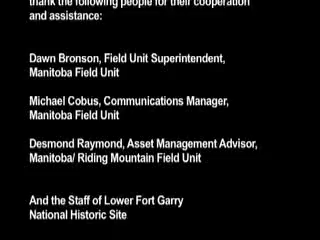 thank the following people for their cooperation
and assistance:
Dawn Bronson, Field Unit Superintendent,
Manitoba Field Unit
Michael Cobus, Communications Manager,
Manitoba Field Unit
Desmond Raymond, Asset Management Advisor,
Manitoba/ Riding Mountain Field Unit
And the Staff of Lower Fort Garry
National Historic Site